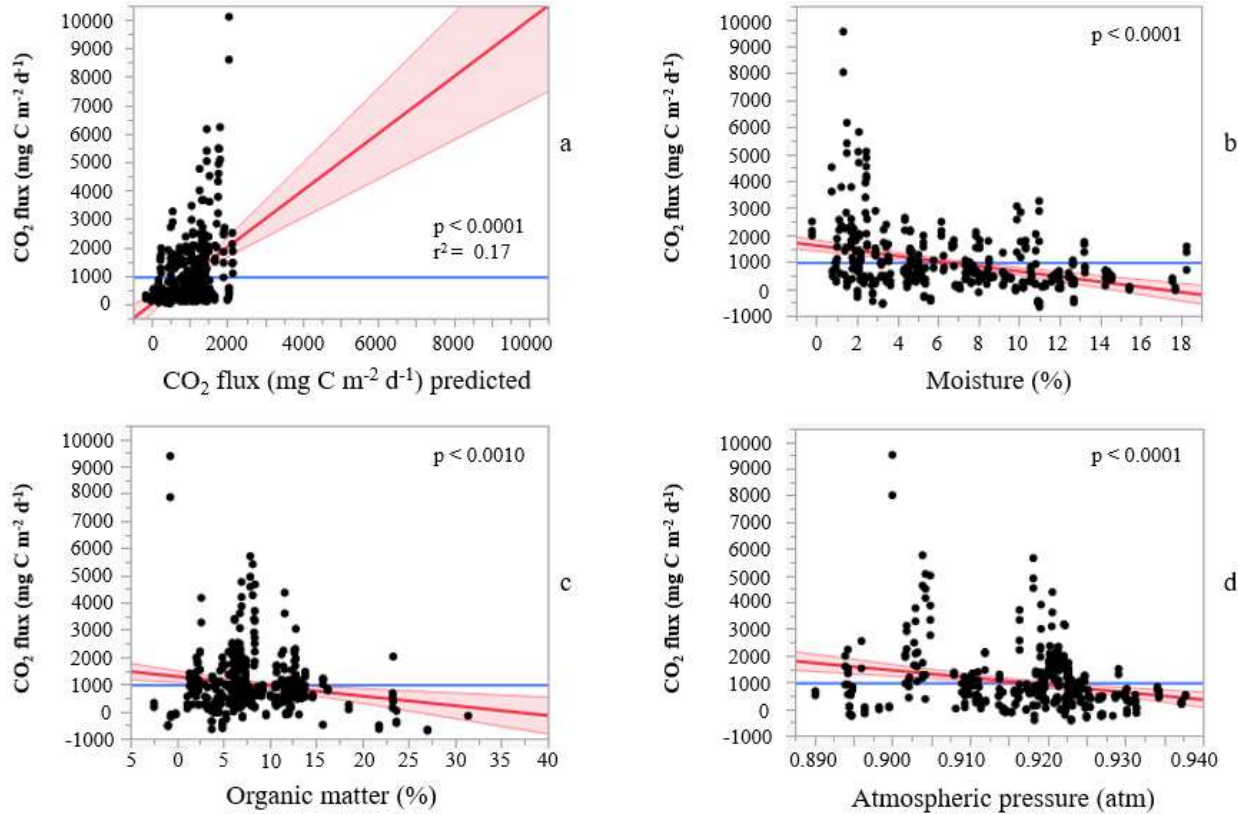 CO₂ flux (mg C m⁻² d⁻¹)
10000
9000
8000
7000
6000
5000
4000
3000
2000
1000
0
p < 0.0001
r² = 0.17
a
0 2000 4000 6000 8000 10000
CO₂ flux (mg C m⁻² d⁻¹) predicted
CO₂ flux (mg C m⁻² d⁻¹)
10000
9000
8000
7000
6000
5000
4000
3000
2000
1000
0
-1000
p < 0.0001
b
0 2 4 6 8 10 12 14 16 18
Moisture (%)
CO₂ flux (mg C m⁻² d⁻¹)
10000
9000
8000
7000
6000
5000
4000
3000
2000
1000
0
-1000
p < 0.0010
c
5 0 5 10 15 20 25 30 35 40
Organic matter (%)
CO₂ flux (mg C m⁻² d⁻¹)
10000
9000
8000
7000
6000
5000
4000
3000
2000
1000
0
-1000
p < 0.0001
d
0.890 0.900 0.910 0.920 0.930 0.940
Atmospheric pressure (atm)